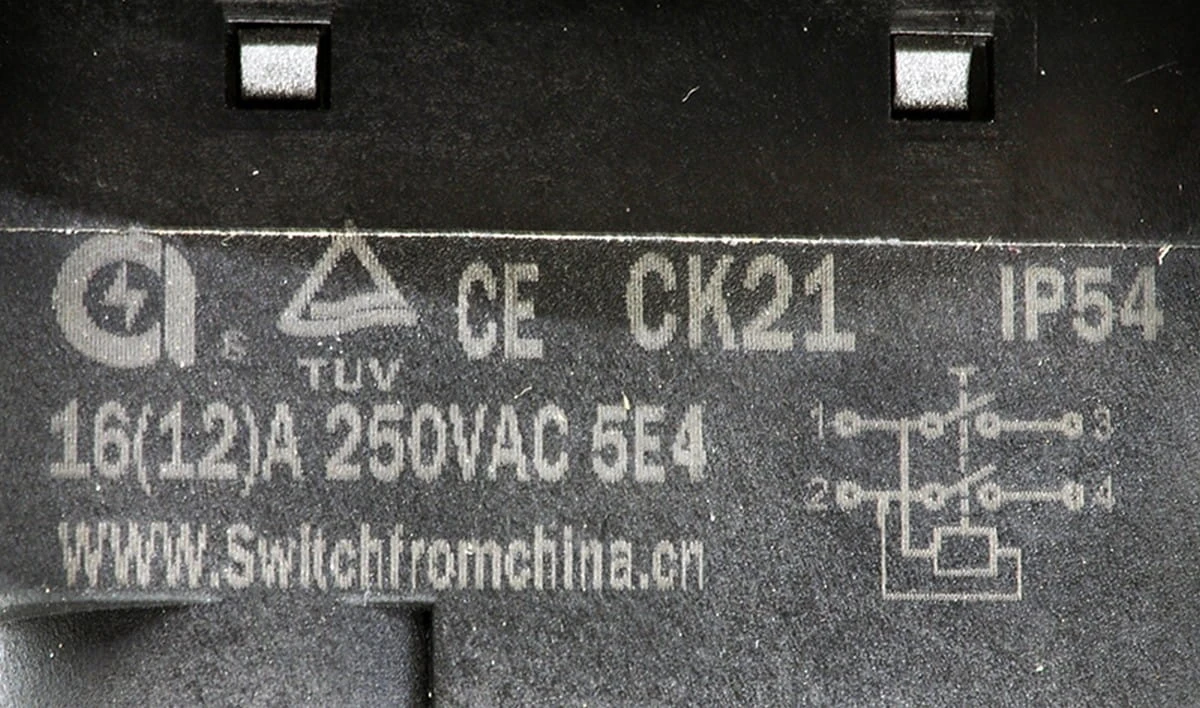 a s TUV CE CK21 IP54
16(12)A 250VAC 5E4
WWW.Switchfromchina.cn
1 3
2 4